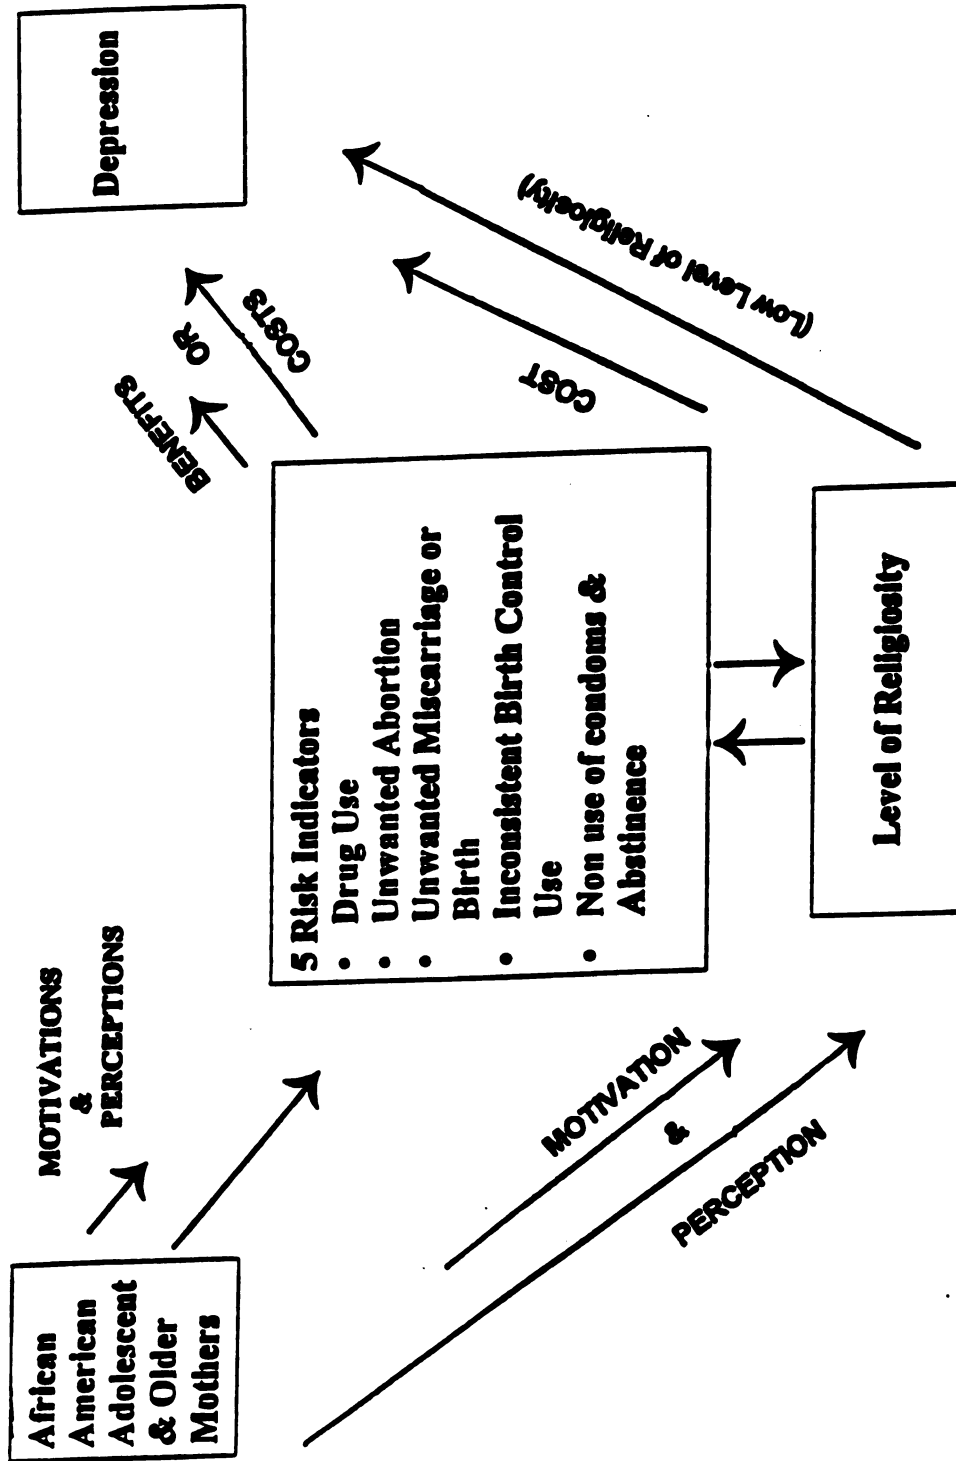 African
American
Adolescent
& Older
Mothers
MOTIVATIONS
&
PERCEPTIONS
MOTIVATION
&
PERCEPTION
5 Risk Indicators
• Drug Use
• Unwanted Abortion
• Unwanted Miscarriage or
Birth
• Inconsistent Birth Control
Use
• Non use of condoms &
Abstinence
Level of Religiosity
BENEFITS
OR
COSTS
COST
(Low Level of Religiosity)
Depression